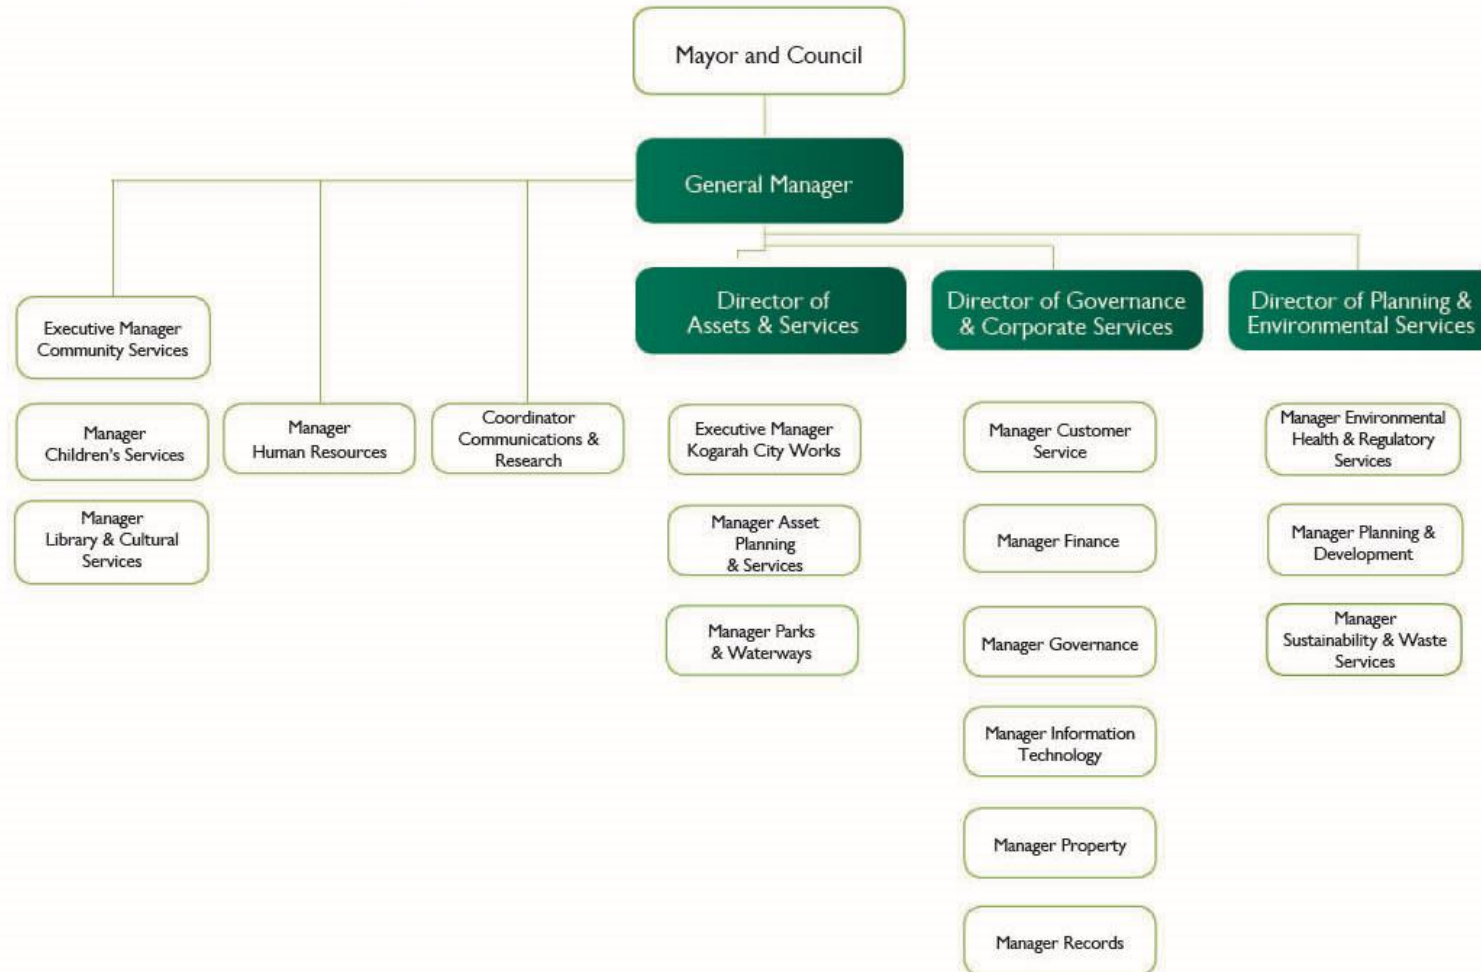 Mayor and Council
General Manager
Director of
Assets & Services
Director of Governance
& Corporate Services
Director of Planning &
Environmental Services
Executive Manager
Community Services
Manager
Children's Services
Manager
Library & Cultural
Services
Manager
Human Resources
Coordinator
Communications &
Research
Executive Manager
Kogarah City Works
Manager Asset
Planning
& Services
Manager Parks
& Waterways
Manager Customer
Service
Manager Finance
Manager Governance
Manager Information
Technology
Manager Property
Manager Records
Manager Environmental
Health & Regulatory
Services
Manager Planning &
Development
Manager
Sustainability & Waste
Services